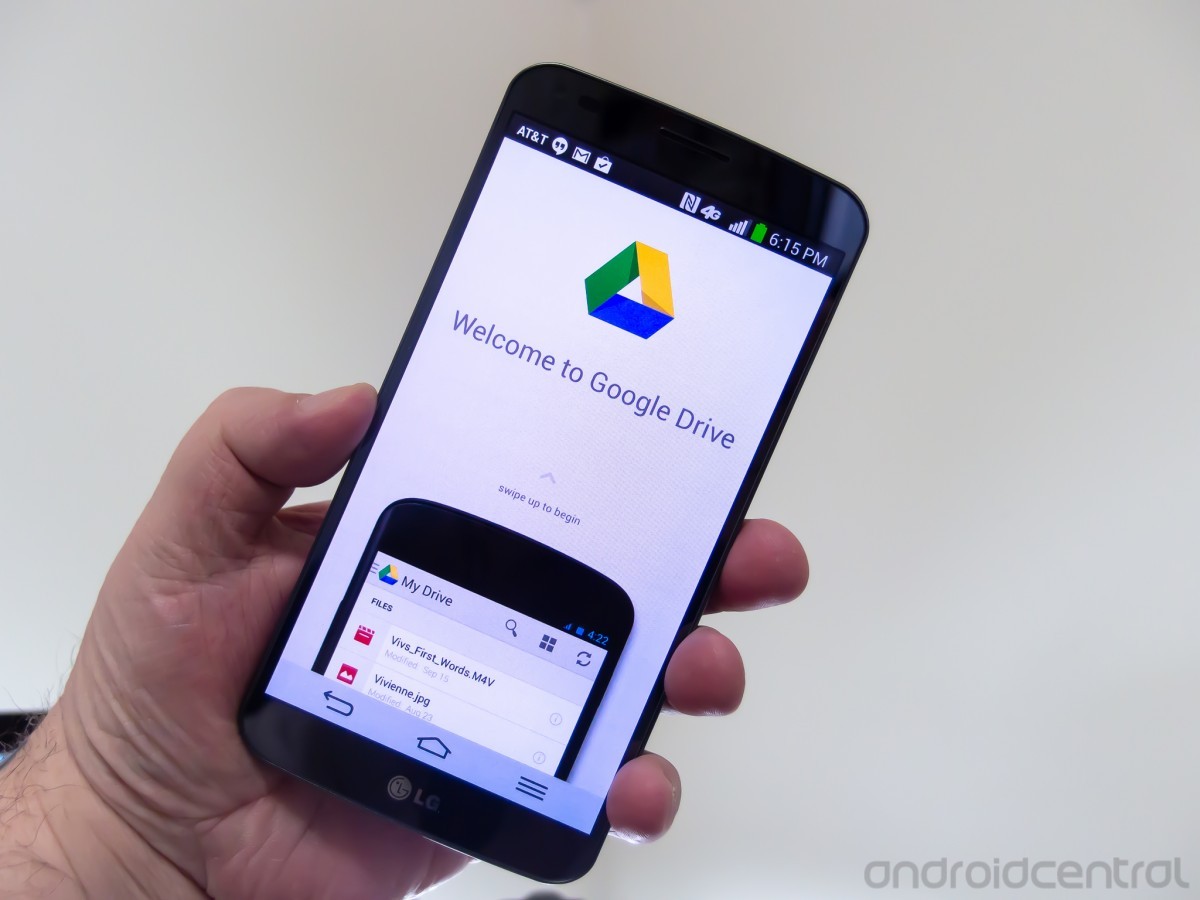 AT&T
4G
6:15 PM
Welcome to Google Drive
swipe up to begin
4:22
My Drive
FILES
Vivs_First_Words.M4V
Modified Sep 15
Vivienne.jpg
Modified Aug 23
LG
androidcentral